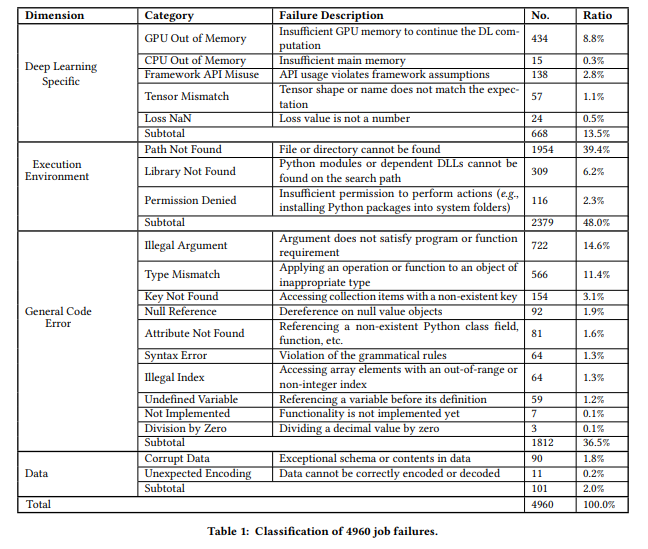 Dimension Category Failure Description No. Ratio
Deep Learning
Specific
GPU Out of Memory Insufficient GPU memory to continue the DL com-
putation 434 8.8%
CPU Out of Memory Insufficient main memory 15 0.3%
Framework API Misuse API usage violates framework assumptions 138 2.8%
Tensor Mismatch Tensor shape or name does not match the expec-
tation 57 1.1%
Loss NaN Loss value is not a number 24 0.5%
Subtotal 668 13.5%
Execution
Environment
Path Not Found File or directory cannot be found 1954 39.4%
Library Not Found Python modules or dependent DLLs cannot be
found on the search path 309 6.2%
Permission Denied Insufficient permission to perform actions (e.g.,
installing Python packages into system folders) 116 2.3%
Subtotal 2379 48.0%
General Code
Error
Illegal Argument Argument does not satisfy program or function
requirement 722 14.6%
Type Mismatch Applying an operation or function to an object of
inappropriate type 566 11.4%
Key Not Found Accessing collection items with a non-existent key 154 3.1%
Null Reference Dereference on null value objects 92 1.9%
Attribute Not Found Referencing a non-existent Python class field,
function, etc. 81 1.6%
Syntax Error Violation of the grammatical rules 64 1.3%
Illegal Index Accessing array elements with an out-of-range or
non-integer index 64 1.3%
Undefined Variable Referencing a variable before its definition 59 1.2%
Not Implemented Functionality is not implemented yet 7 0.1%
Division by Zero Dividing a decimal value by zero 3 0.1%
Subtotal 1812 36.5%
Data
Corrupt Data Exceptional schema or contents in data 90 1.8%
Unexpected Encoding Data cannot be correctly encoded or decoded 11 0.2%
Subtotal 101 2.0%
Total 4960 100.0%
Table 1: Classification of 4960 job failures.